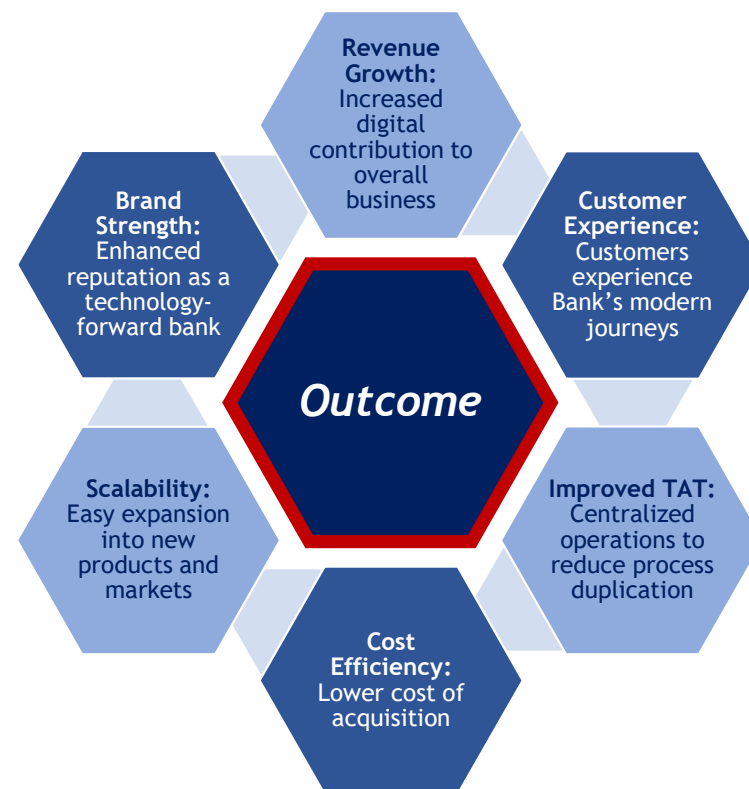 Revenue
Growth:
Increased
digital
contribution to
overall
business
Customer
Experience:
Customers
experience
Bank’s modern
journeys
Improved TAT:
Centralized
operations to
reduce process
duplication
Cost
Efficiency:
Lower cost of
acquisition
Scalability:
Easy expansion
into new
products and
markets
Brand
Strength:
Enhanced
reputation as a
technology-
forward bank
Outcome